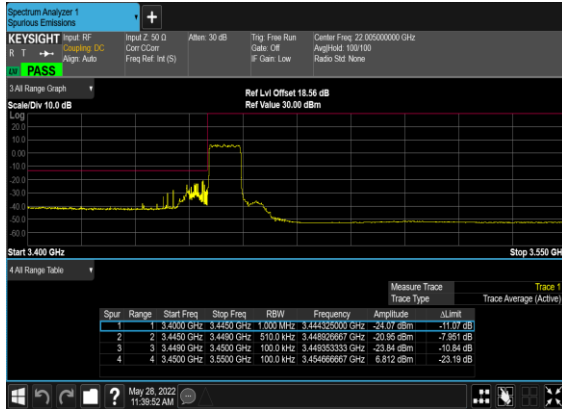 Spectrum Analyzer 1
Spurious Emissions
KEYSIGHT Input: RF Input Z: 50 Ω Atten: 30 dB Trig: Free Run Center Freq: 22.005000000 GHz
R T Coupling: DC Corr CCorr Gate: Off Avg|Hold: 100/100
Align: Auto Freq Ref: Int (S) IF Gain: Low Radio Std: None
PASS
3 All Range Graph
Ref Lvl Offset 18.56 dB
Scale/Div 10.0 dB Ref Value 30.00 dBm
Log
20.0
10.0
0.00
-10.0
-20.0
-30.0
-40.0
-50.0
-60.0
Start 3.400 GHz Stop 3.550 GH
4 All Range Table
Measure Trace Trace 1
Trace Type Trace Average (Active)
Spur Range Start Freq Stop Freq RBW Frequency Amplitude ΔLimit
1 1 3.4000 GHz 3.4450 GHz 1.000 MHz 3.444325000 GHz -24.07 dBm -11.07 dB
2 2 3.4450 GHz 3.4490 GHz 510.0 kHz 3.448926667 GHz -20.95 dBm -7.951 dB
3 3 3.4490 GHz 3.4500 GHz 100.0 kHz 3.449353333 GHz -23.84 dBm -10.84 dB
4 4 3.4500 GHz 3.5500 GHz 100.0 kHz 3.454666667 GHz 6.812 dBm -23.19 dB
? May 28, 2022
11:39:52 AM